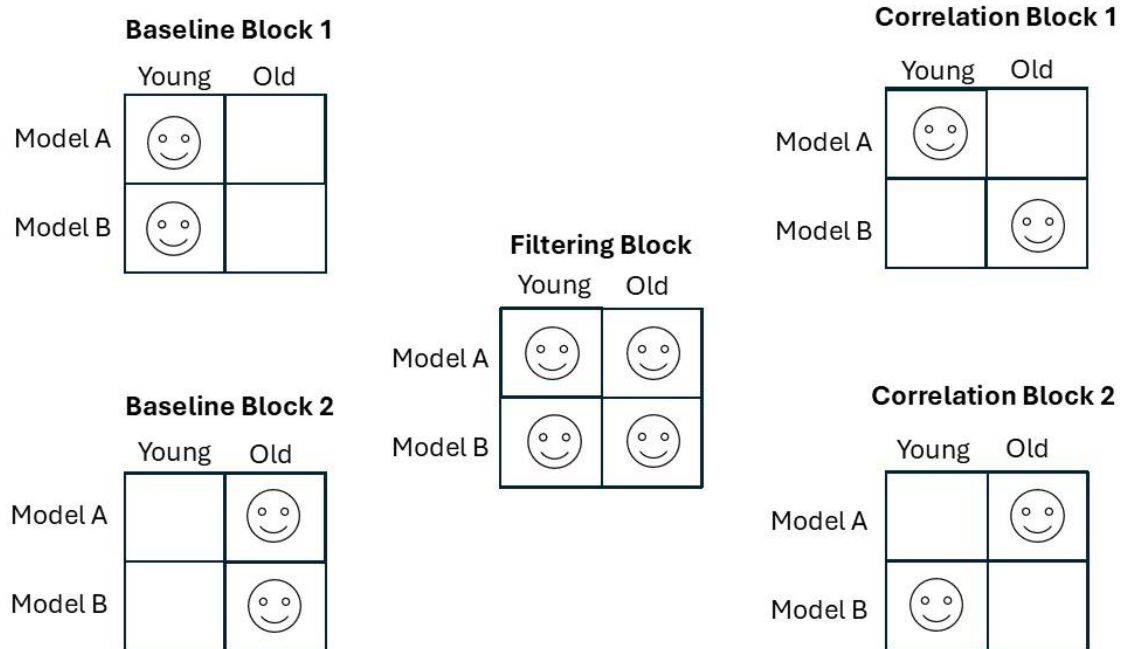 Baseline Block 1
Young Old
Model A
Model B
Baseline Block 2
Young Old
Model A
Model B
Filtering Block
Young Old
Model A
Model B
Correlation Block 1
Young Old
Model A
Model B
Correlation Block 2
Young Old
Model A
Model B